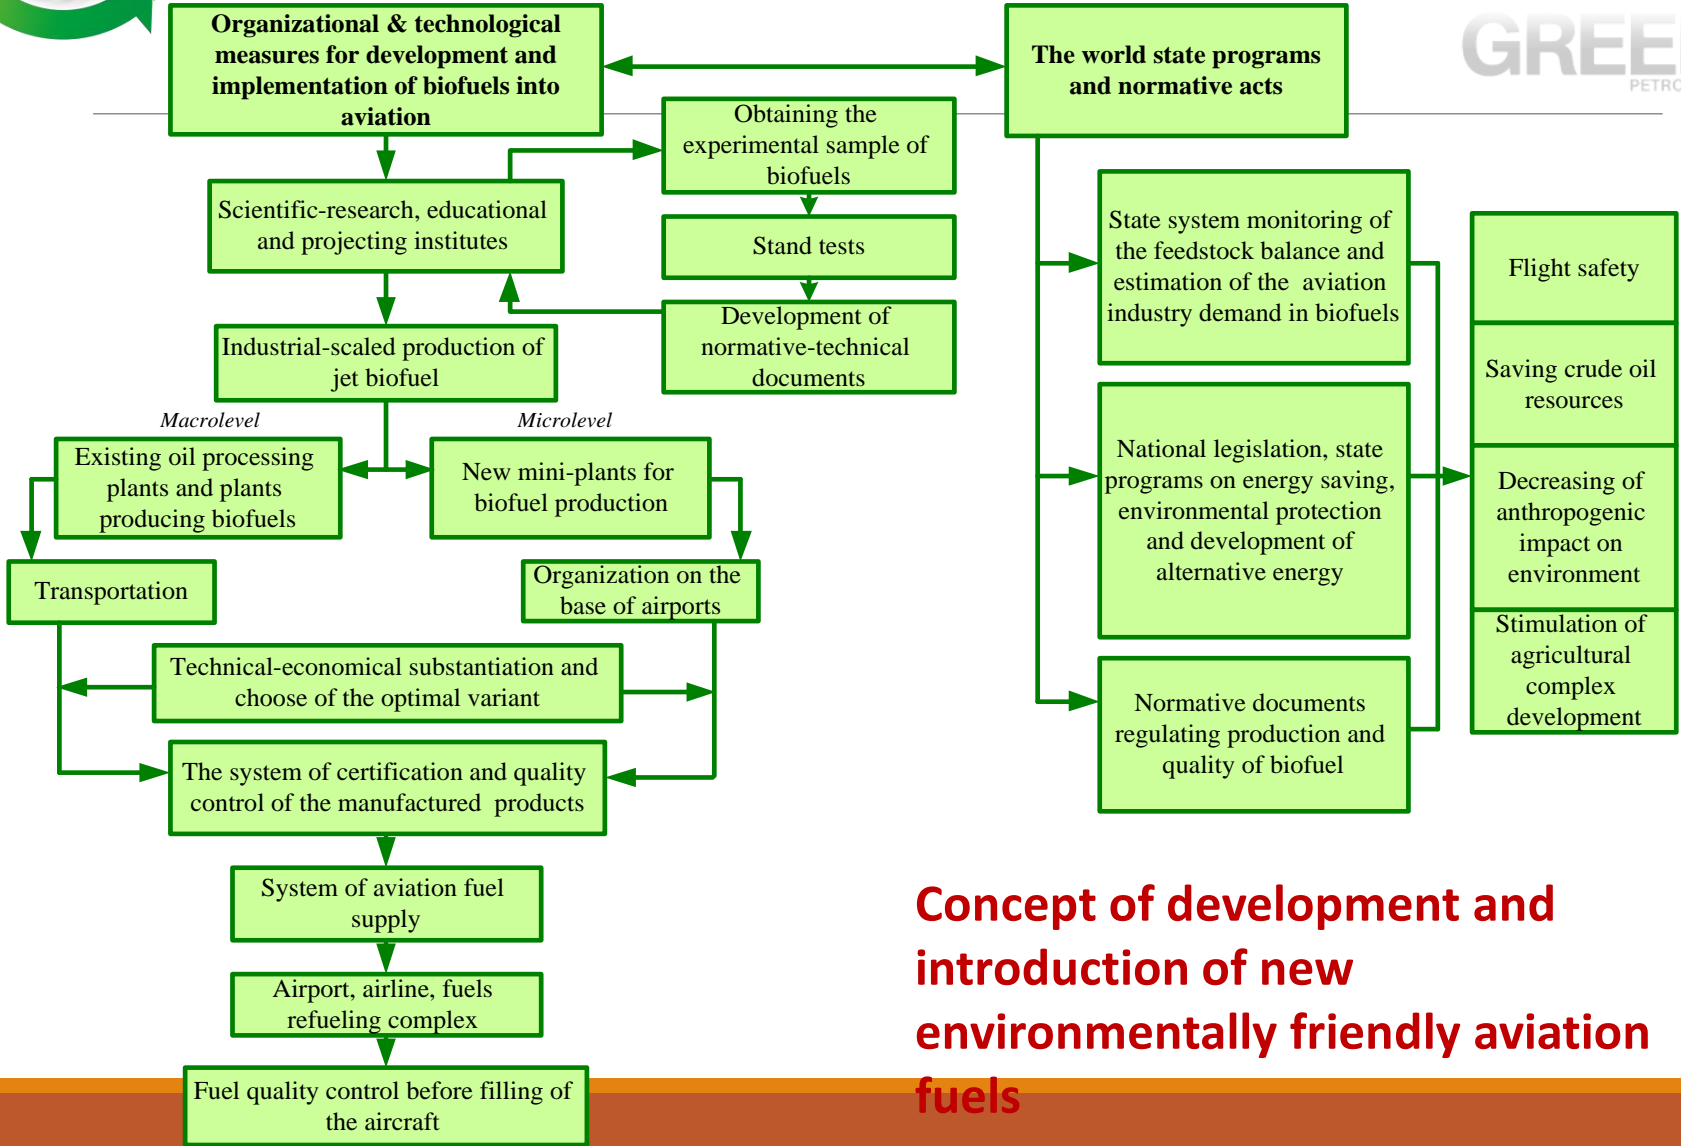 Organizational & technological
measures for development and
implementation of biofuels into
aviation
The world state programs
and normative acts
Obtaining the
experimental sample of
biofuels
Scientific-research, educational
and projecting institutes
Stand tests
Development of
normative-technical
documents
Industrial-scaled production of
jet biofuel
Macrolevel
Microlevel
Existing oil processing
plants and plants
producing biofuels
New mini-plants for
biofuel production
Transportation
Organization on the
base of airports
Technical-economical substantiation and
choose of the optimal variant
The system of certification and quality
control of the manufactured products
System of aviation fuel
supply
Airport, airline, fuels
refueling complex
Fuel quality control before filling of
the aircraft
State system monitoring of
the feedstock balance and
estimation of the aviation
industry demand in biofuels
National legislation, state
programs on energy saving,
environmental protection
and development of
alternative energy
Normative documents
regulating production and
quality of biofuel
Flight safety
Saving crude oil
resources
Decreasing of
anthropogenic
impact on
environment
Stimulation of
agricultural
complex
development
Concept of development and
introduction of new
environmentally friendly aviation
fuels